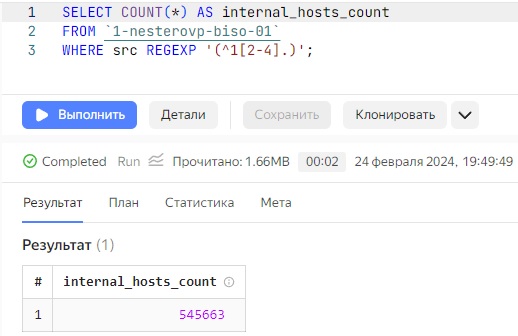 1 SELECT COUNT(*) AS internal_hosts_count
2 FROM `1-nesterovp-biso-01`
3 WHERE src REGEXP '(^1[2-4].)';
Выполнить Детали Сохранить Клонировать
Completed Run Прочитано: 1.66MB 00:02 24 февраля 2024, 19:49:49
Результат План Статистика Мета
Результат (1)
# internal_hosts_count
1 545663